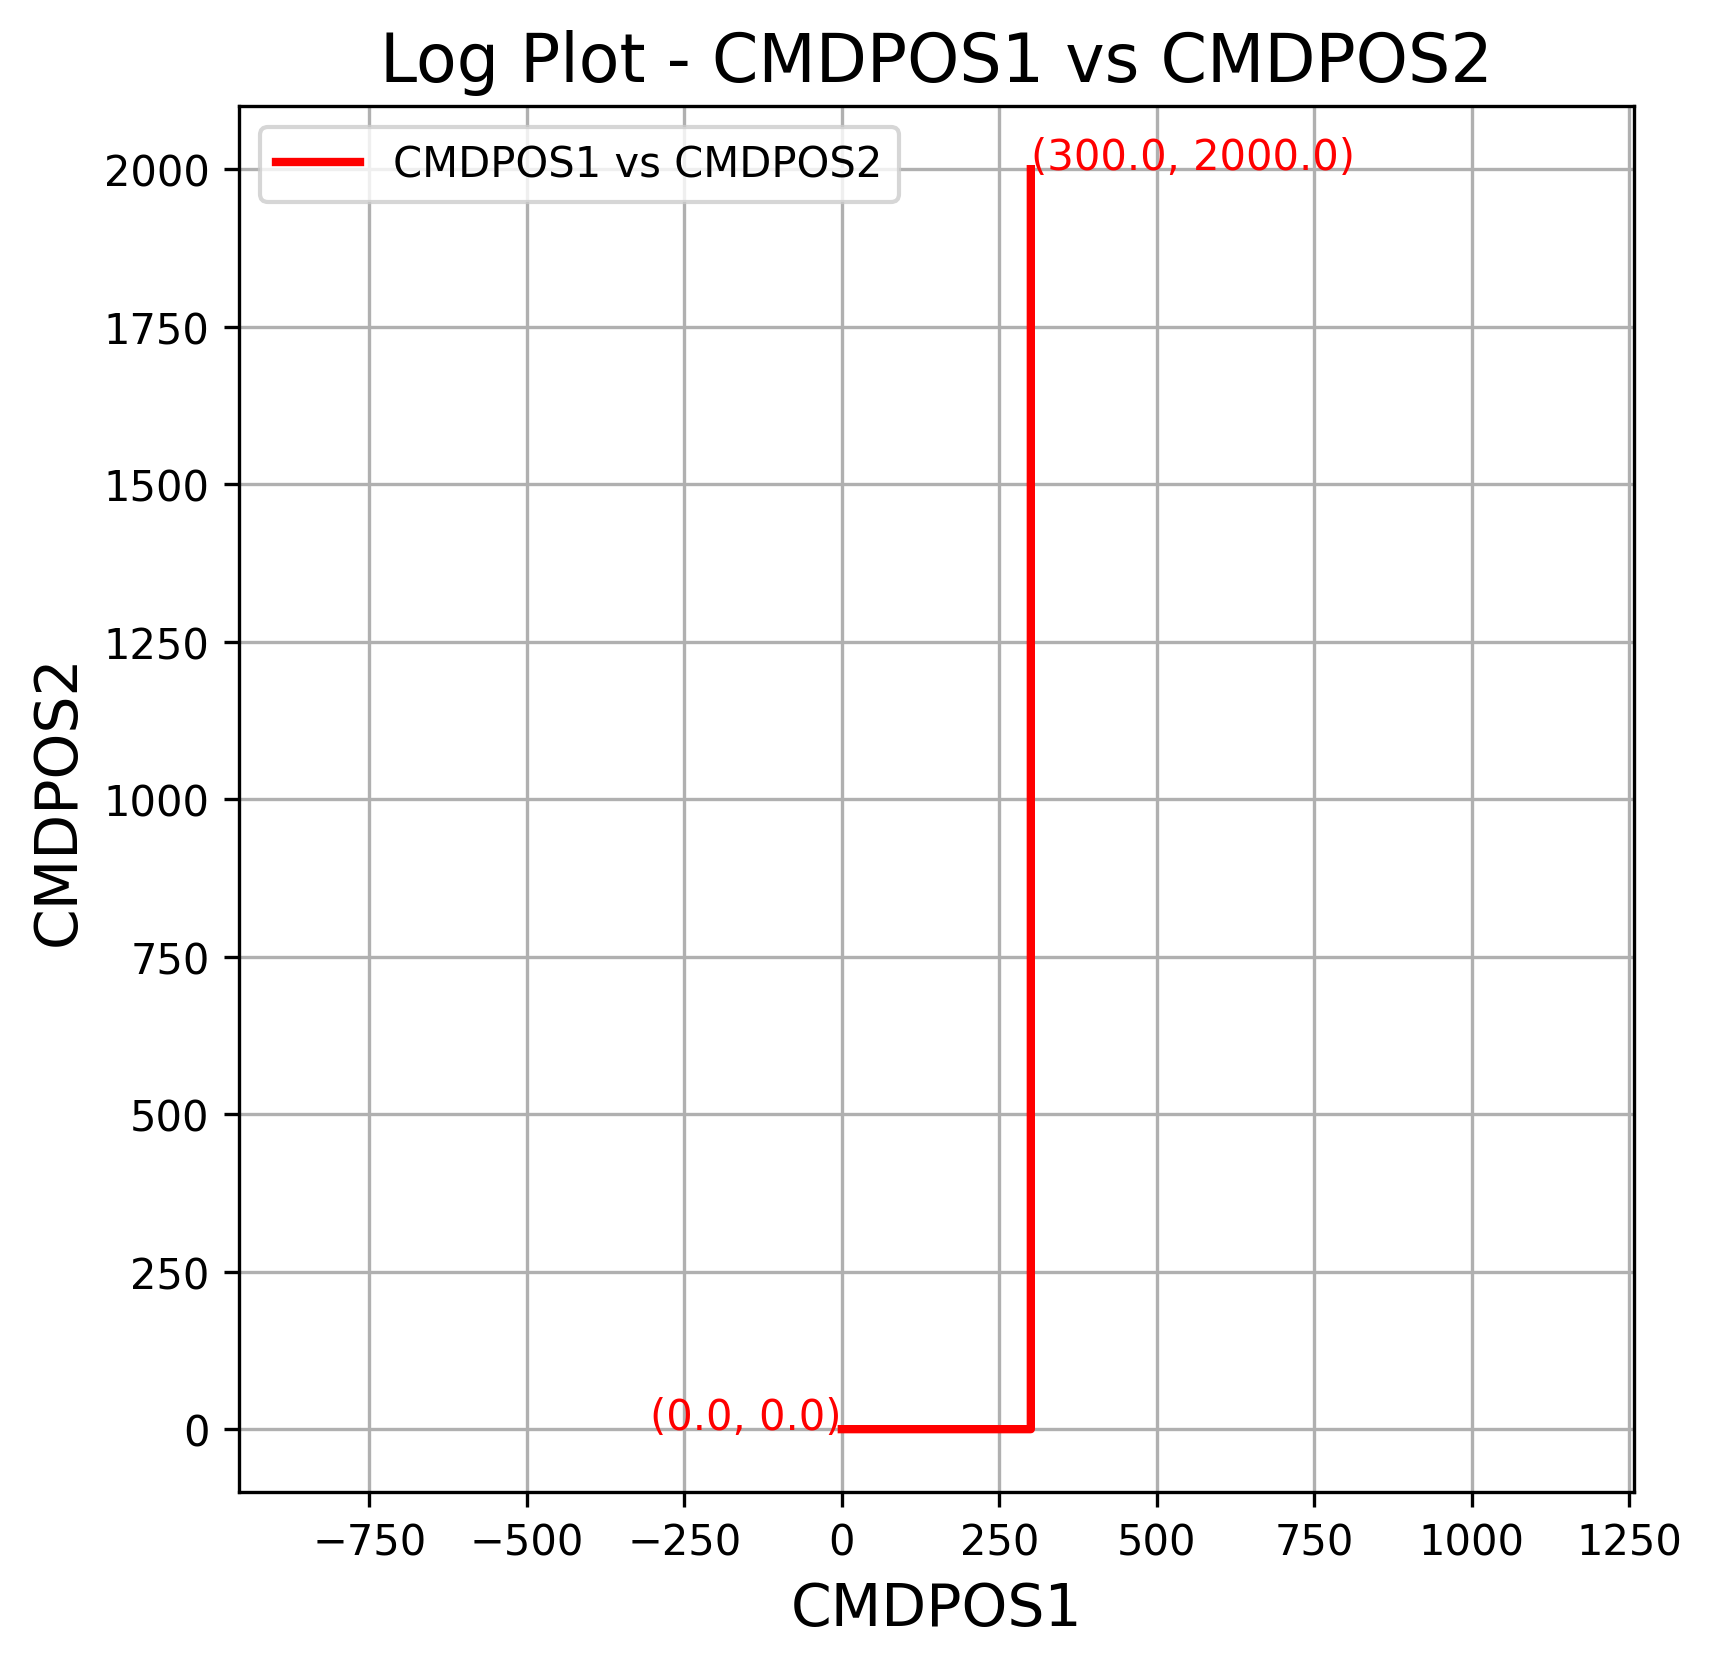 Log Plot - CMDPOS1 vs CMDPOS2
CMDPOS1 vs CMDPOS2
(300.0, 2000.0)
2000
1750
1500
1250
1000
750
500
250
0
CMDPOS2
(0.0, 0.0)
−750 −500 −250 0 250 500 750 1000 1250
CMDPOS1